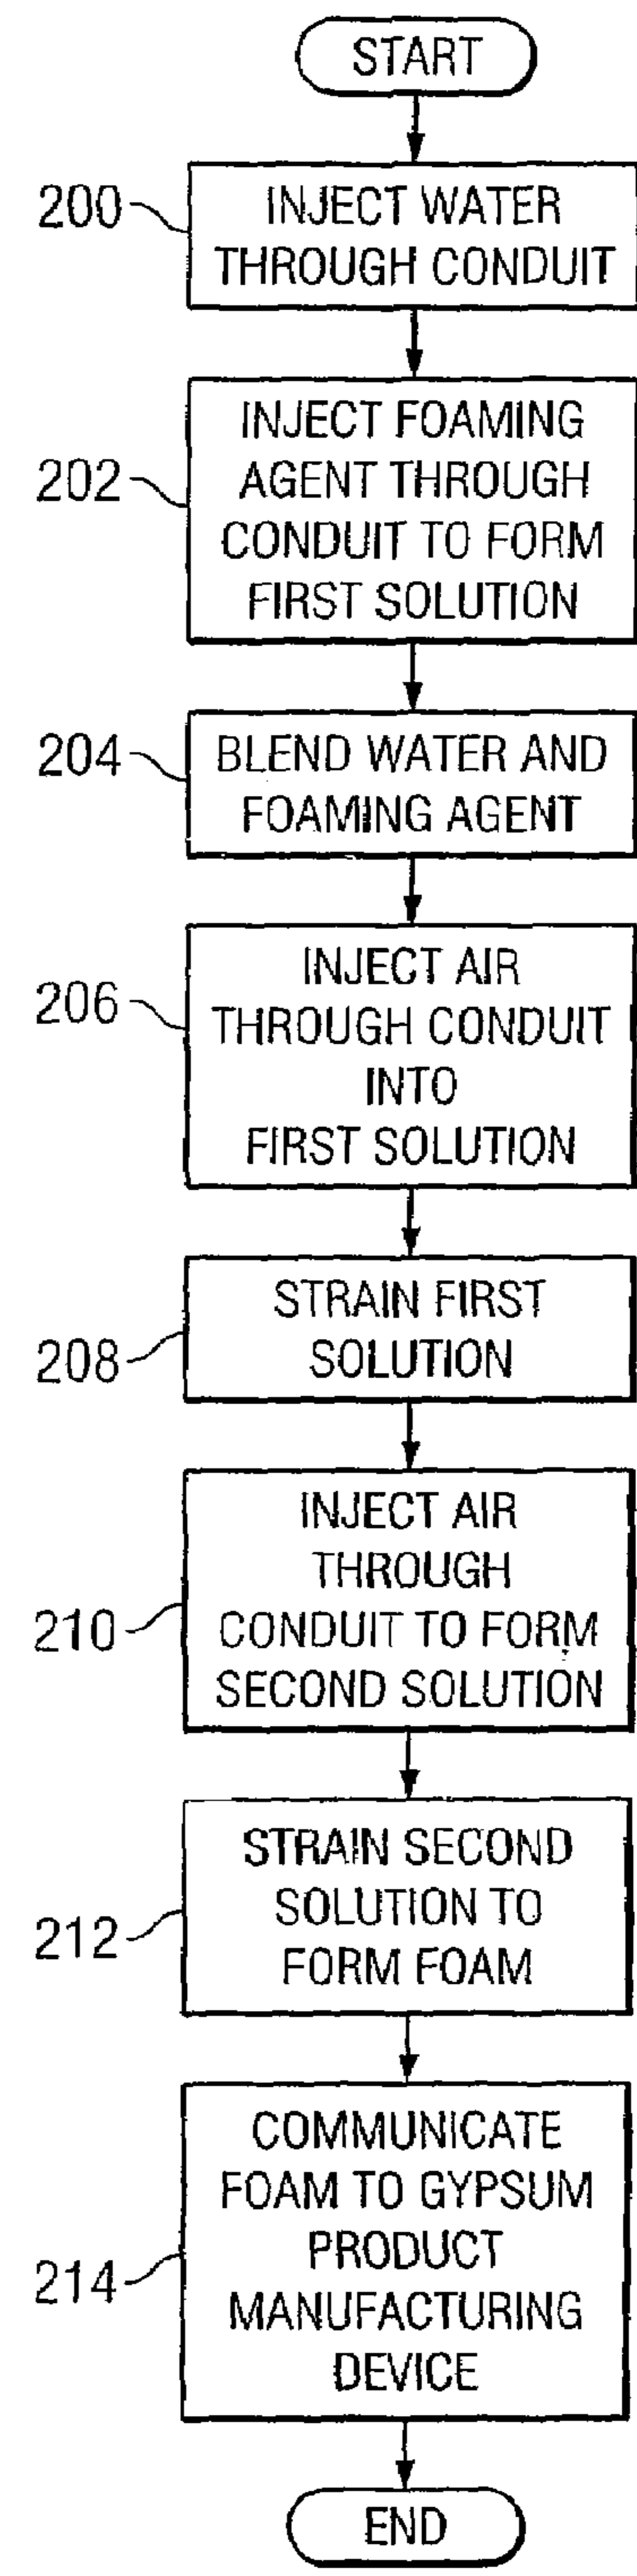 START
200
INJECT WATER
THROUGH CONDUIT
202
INJECT FOAMING
AGENT THROUGH
CONDUIT TO FORM
FIRST SOLUTION
204
BLEND WATER AND
FOAMING AGENT
206
INJECT AIR
THROUGH CONDUIT
INTO
FIRST SOLUTION
208
STRAIN FIRST
SOLUTION
210
INJECT AIR
THROUGH
CONDUIT TO FORM
SECOND SOLUTION
212
STRAIN SECOND
SOLUTION TO
FORM FOAM
214
COMMUNICATE
FOAM TO GYPSUM
PRODUCT
MANUFACTURING
DEVICE
END